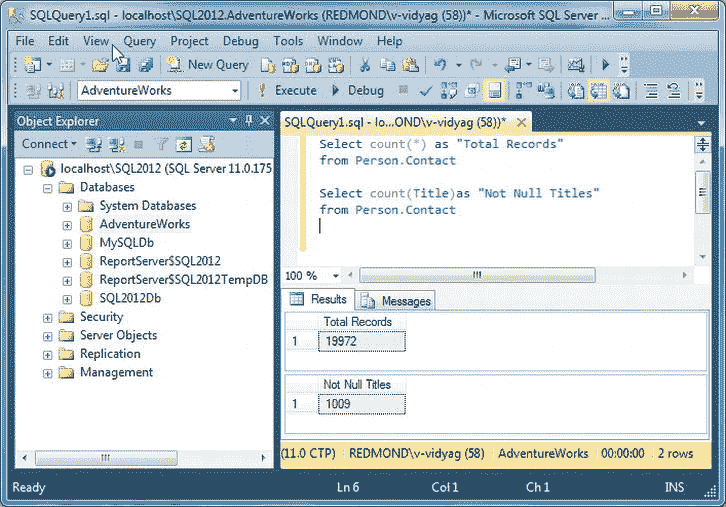 SQLQuery1.sql - localhost\SQL2012.AdventureWorks (REDMOND\v-vidyag (58))* - Microsoft SQL Server ...
File Edit View Query Project Debug Tools Window Help
New Query
AdventureWorks Execute Debug
Object Explorer
Connect
localhost\SQL2012 (SQL Server 11.0.175
Databases
System Databases
AdventureWorks
MySQLDb
ReportServer$SQL2012
ReportServer$SQL2012TempDB
SQL2012Db
Security
Server Objects
Replication
Management
SQLQuery1.sql - lo...OND\v-vidyag (58))*
Select count(*) as "Total Records"
from Person.Contact
Select count(Title)as "Not Null Titles"
from Person.Contact
100 %
Results Messages
Total Records
1 19972
Not Null Titles
1 1009
(11.0 CTP) REDMOND\v-vidyag (58) AdventureWorks 00:00:00 2 rows
Ready Ln 6 Col 1 Ch 1 INS